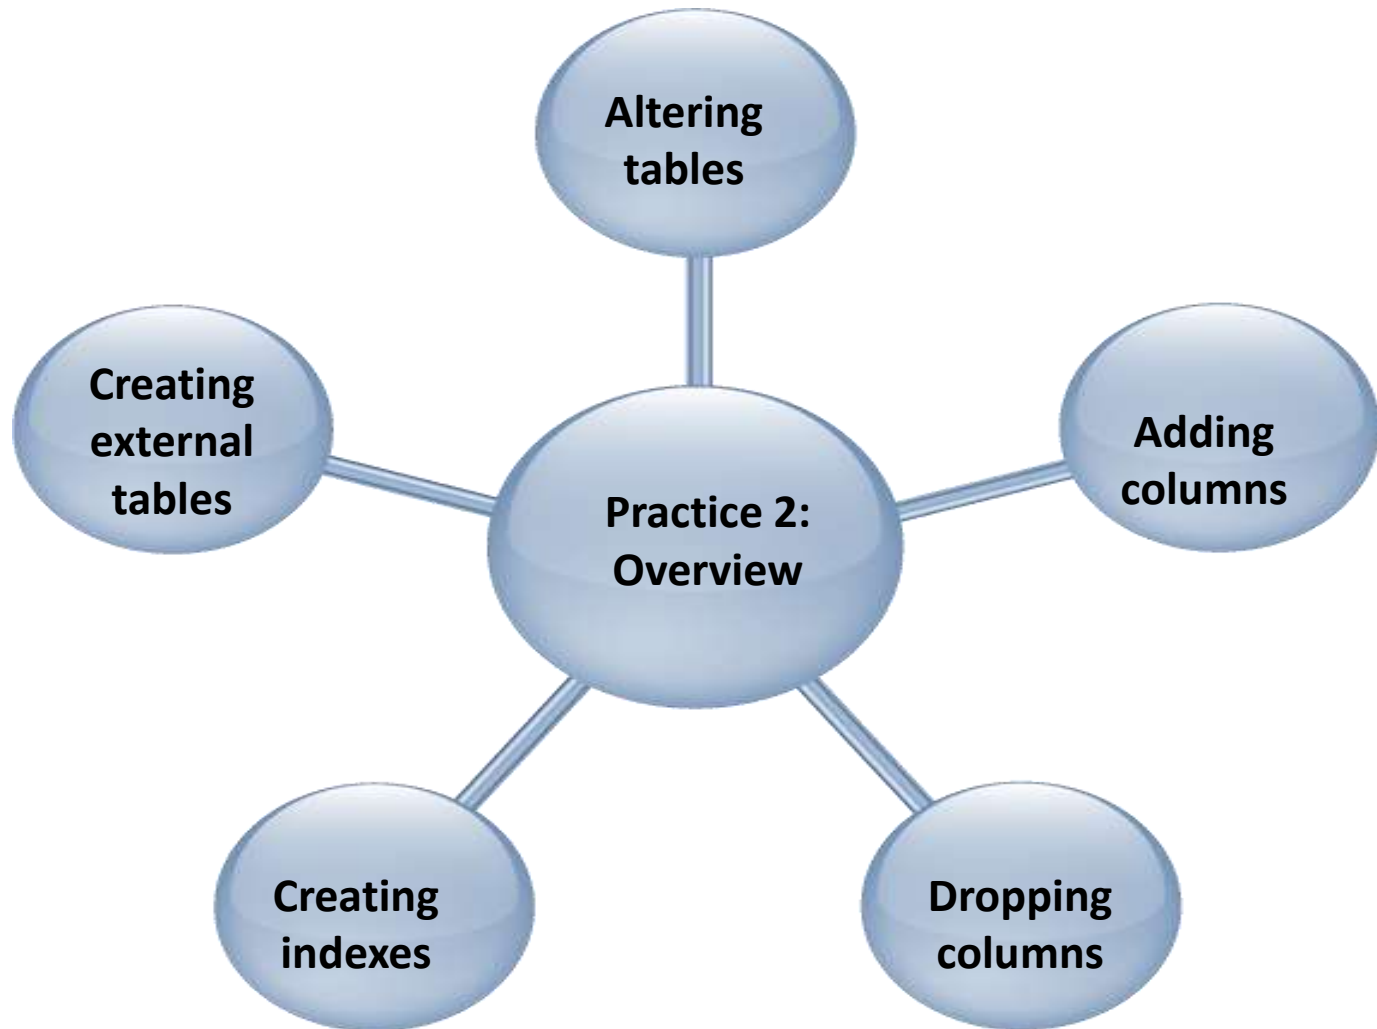 Altering
tables
Creating
external
tables
Adding
columns
Practice 2:
Overview
Creating
indexes
Dropping
columns